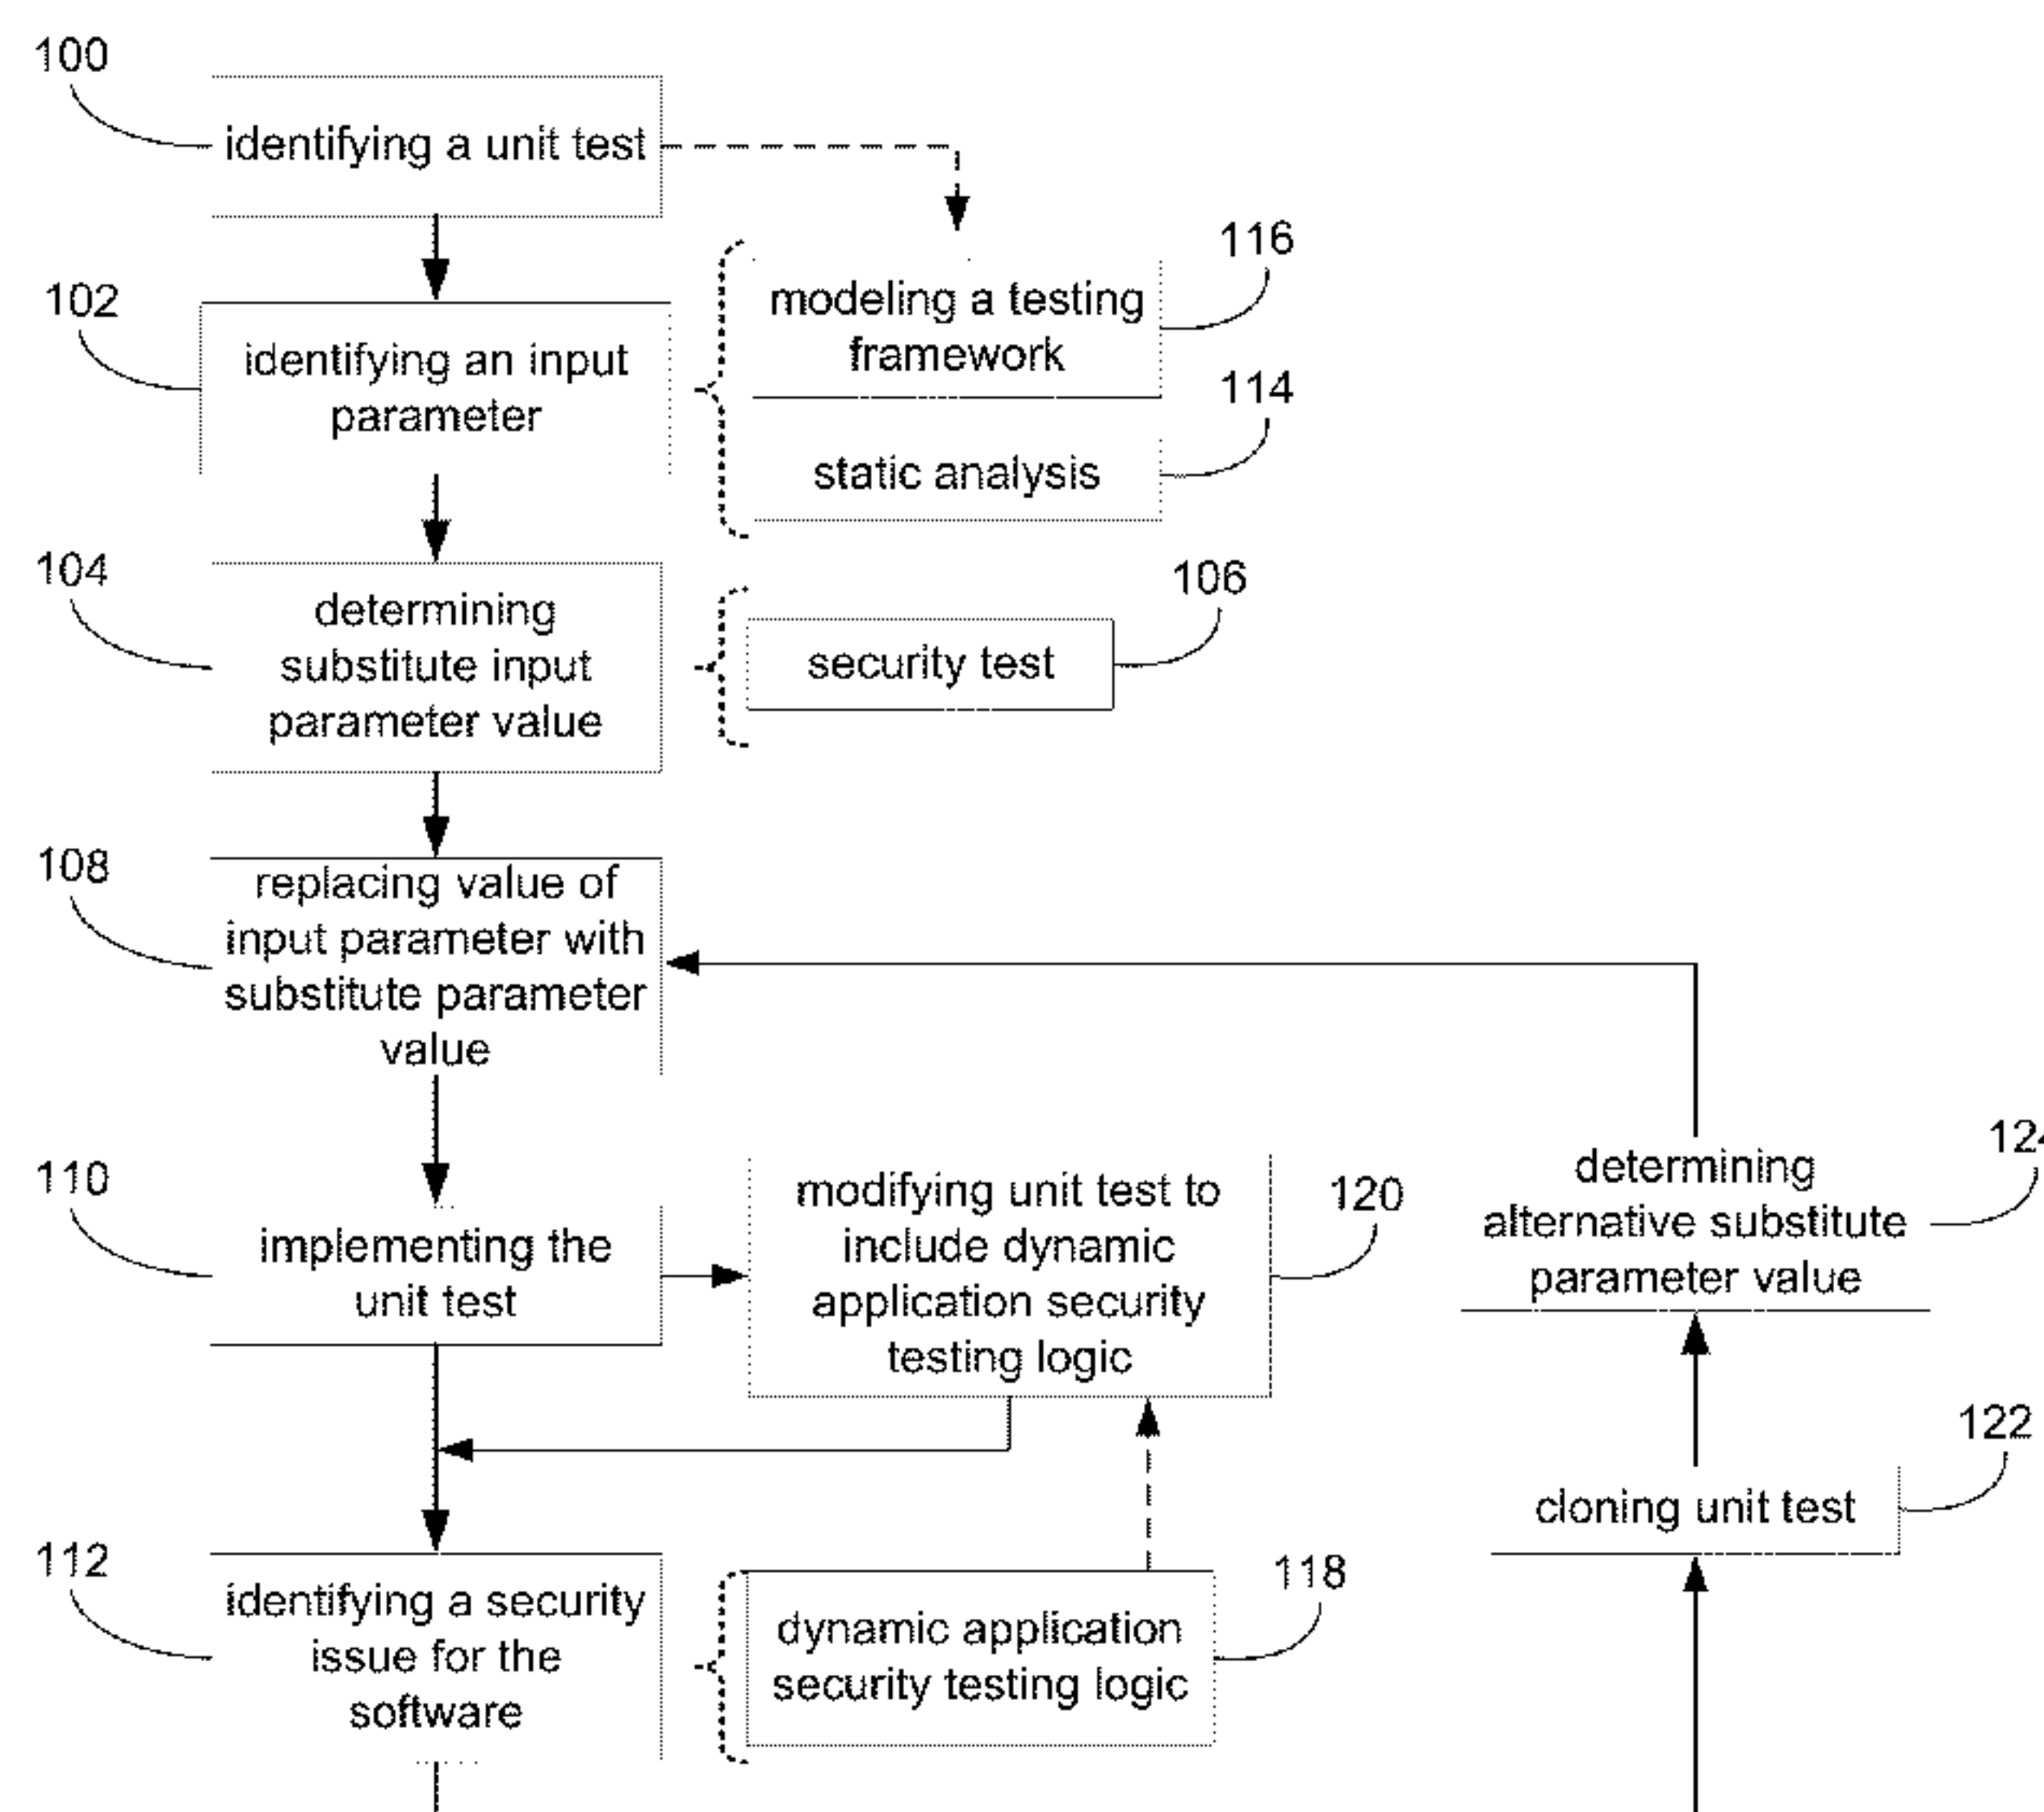 100
identifying a unit test
116
modeling a testing
framework
102
identifying an input
parameter
114
static analysis
104
determining
substitute input
parameter value
106
security test
108
replacing value of
input parameter with
substitute parameter
value
110
implementing the
unit test
120
modifying unit test to
include dynamic
application security
testing logic
124
determining
alternative substitute
parameter value
122
cloning unit test
112
identifying a security
issue for the
software
118
dynamic application
security testing logic